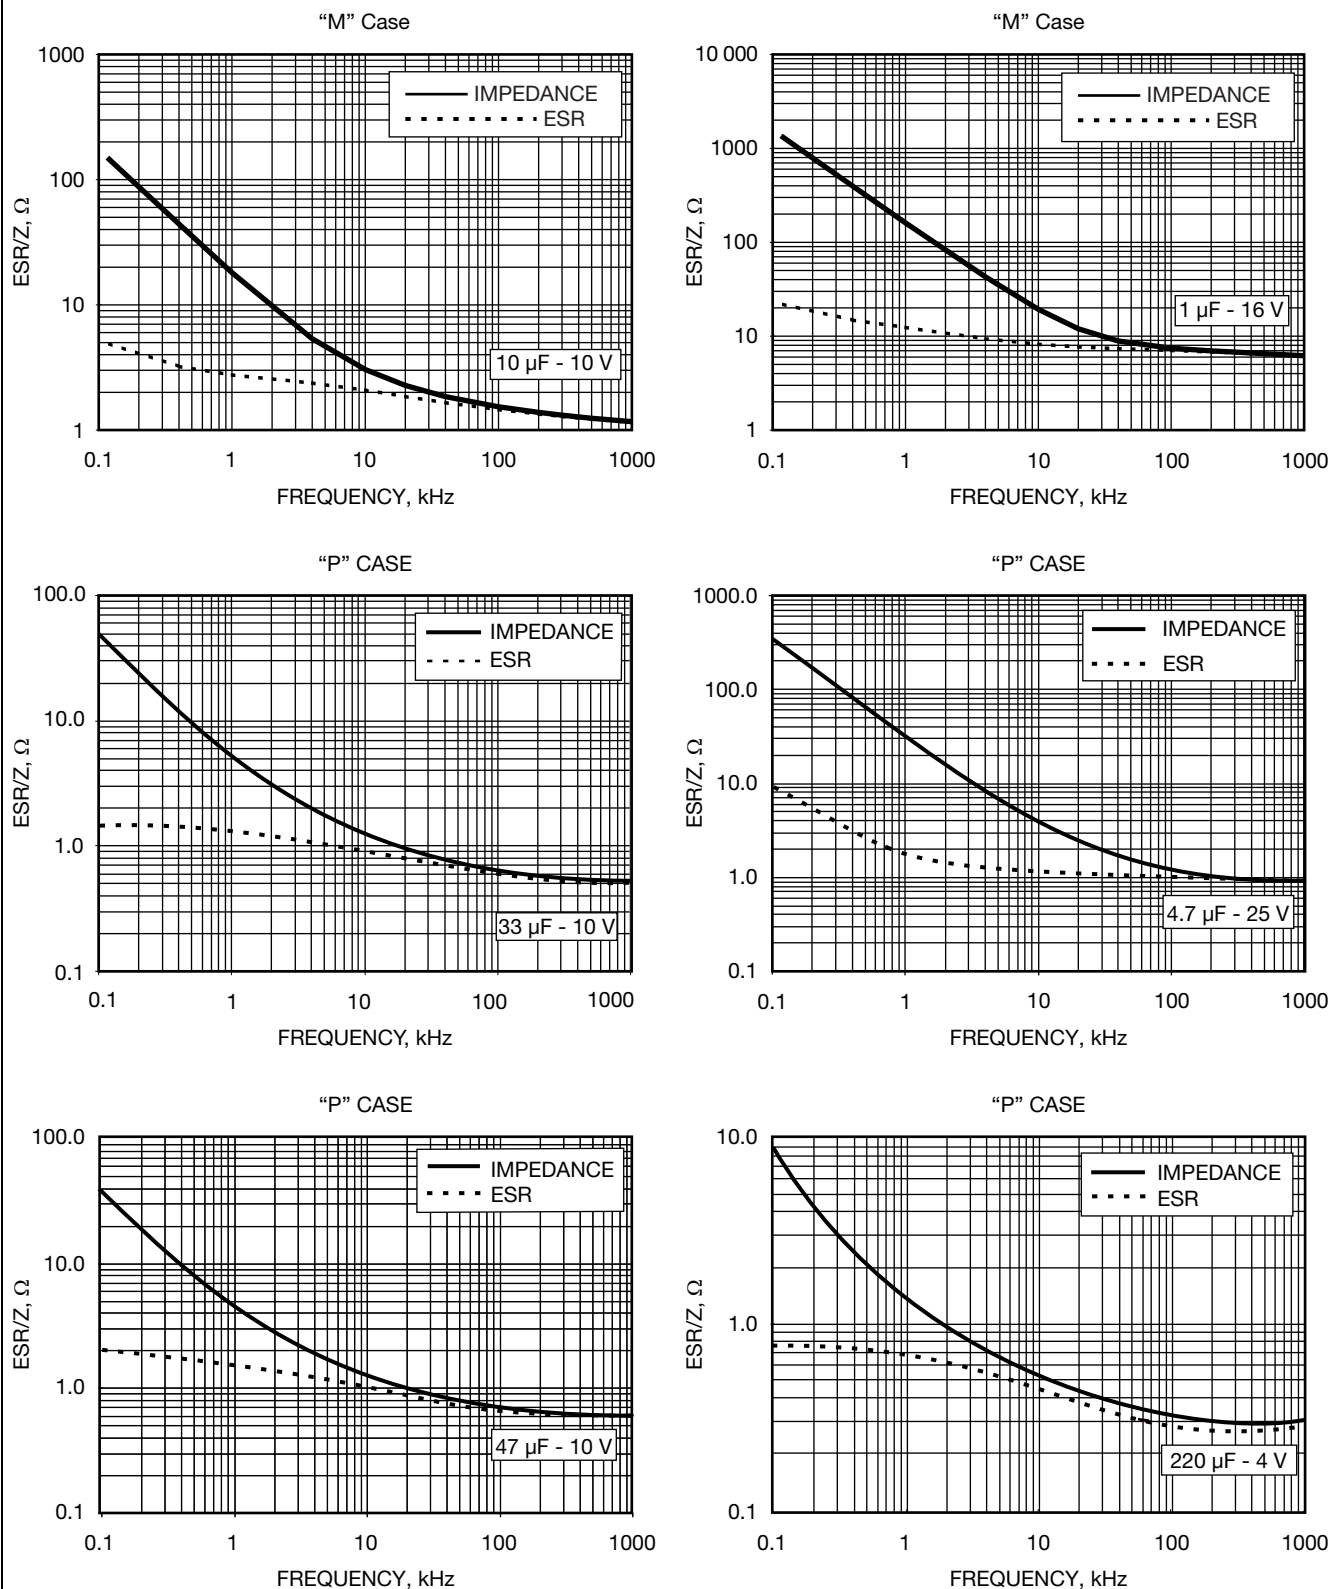 “M” Case
1000
100
10
1
ESR/Z, Ω
IMPEDANCE
ESR
10 µF - 10 V
0.1 1 10 100 1000
FREQUENCY, kHz
“M” Case
10 000
1000
100
10
1
ESR/Z, Ω
IMPEDANCE
ESR
1 µF - 16 V
0.1 1 10 100 1000
FREQUENCY, kHz
“P” CASE
100.0
10.0
1.0
0.1
ESR/Z, Ω
IMPEDANCE
ESR
33 µF - 10 V
0.1 1 10 100 1000
FREQUENCY, kHz
“P” CASE
1000.0
100.0
10.0
1.0
0.1
ESR/Z, Ω
IMPEDANCE
ESR
4.7 µF - 25 V
0.1 1 10 100 1000
FREQUENCY, kHz
“P” CASE
100.0
10.0
1.0
0.1
ESR/Z, Ω
IMPEDANCE
ESR
47 µF - 10 V
0.1 1 10 100 1000
FREQUENCY, kHz
“P” CASE
10.0
1.0
0.1
ESR/Z, Ω
IMPEDANCE
ESR
220 µF - 4 V
0.1 1 10 100 1000
FREQUENCY, kHz